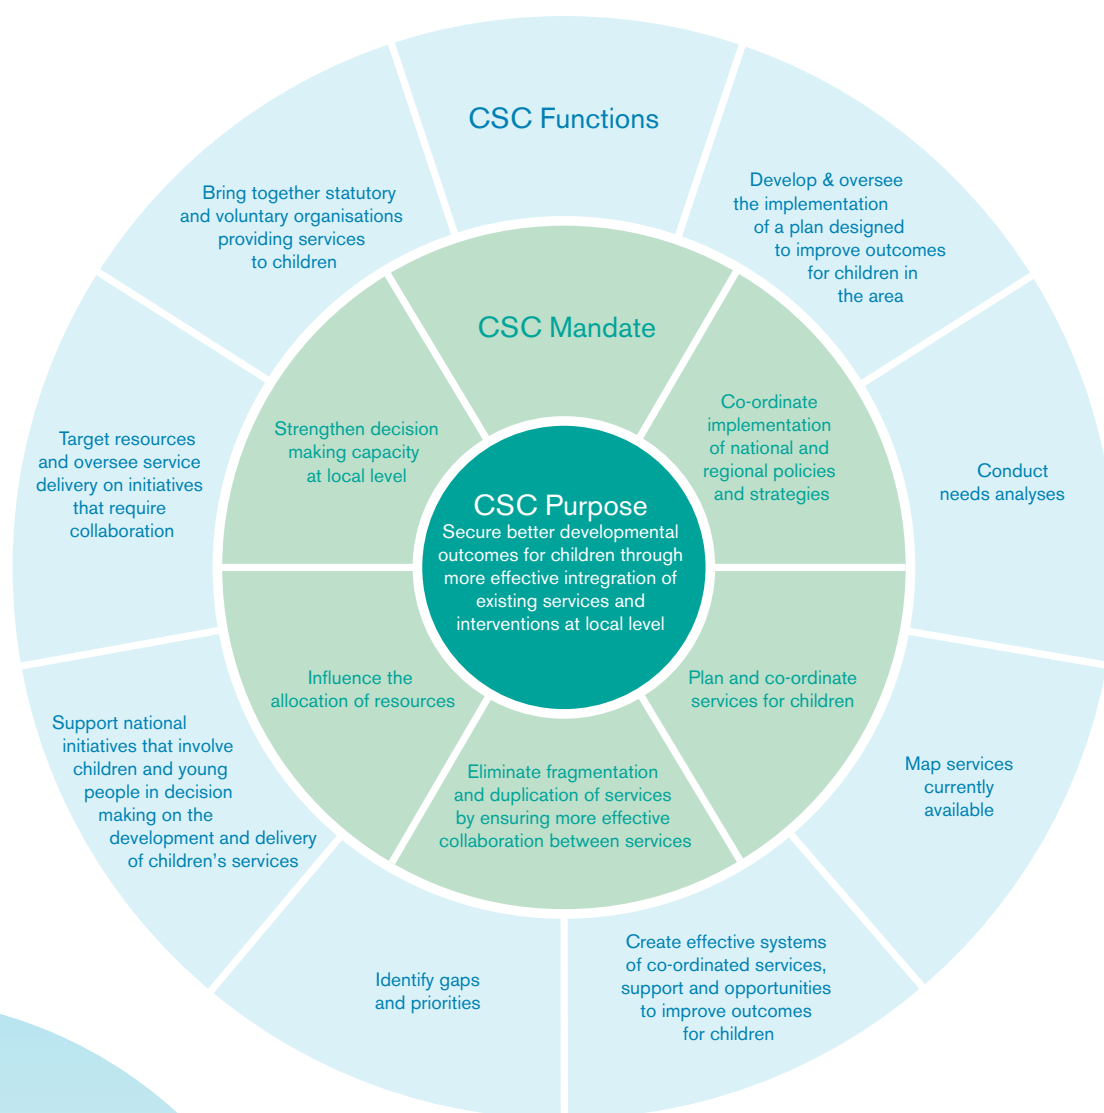 CSC Functions
Develop & oversee
the implementation
of a plan designed
to improve outcomes
for children in
the area
Conduct
needs analyses
Map services
currently
available
Create effective systems
of co-ordinated services,
support and opportunities
to improve outcomes
for children
Identify gaps
and priorities
Support national
initiatives that involve
children and young
people in decision
making on the
development and delivery
of children's services
Target resources
and oversee service
delivery on initiatives
that require
collaboration
Bring together statutory
and voluntary organisations
providing services
to children
CSC Mandate
Co-ordinate
implementation
of national and
regional policies
and strategies
Plan and co-ordinate
services for children
Eliminate fragmentation
and duplication of services
by ensuring more effective
collaboration between services
Influence the
allocation of resources
Strengthen decision
making capacity
at local level
CSC Purpose
Secure better developmental
outcomes for children through
more effective intregration of
existing services and
interventions at local level